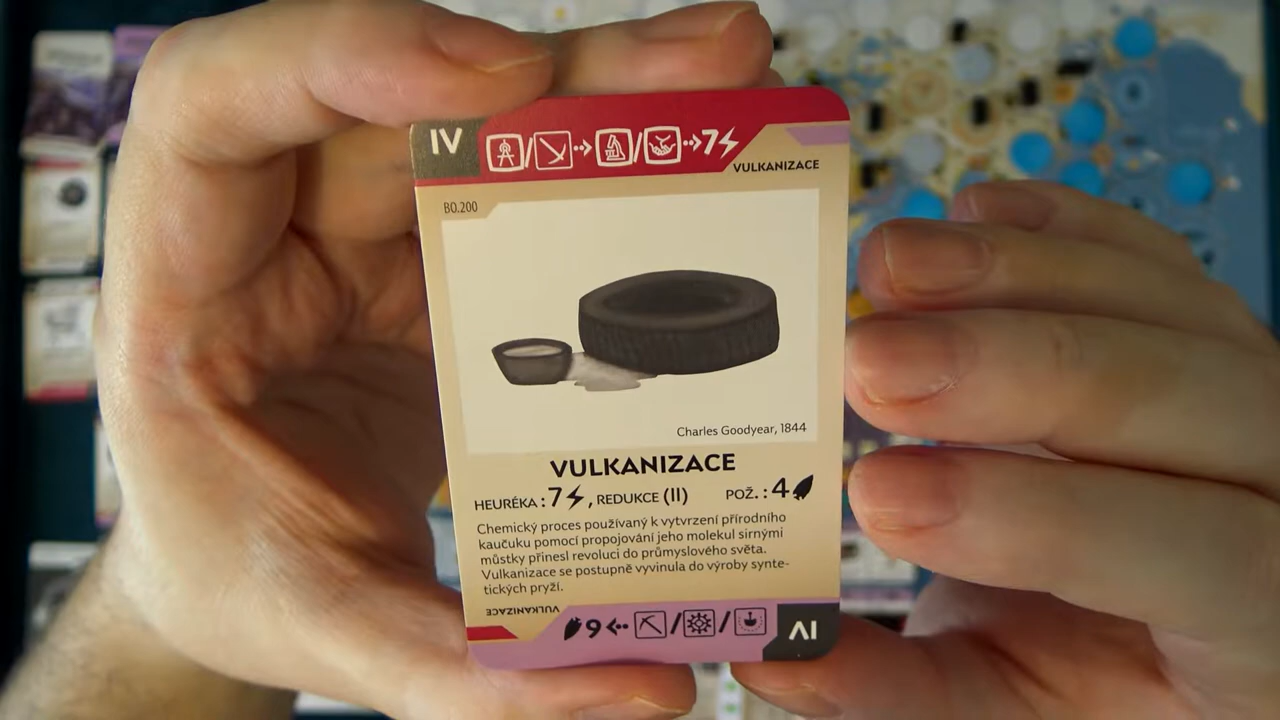 IV
7
VULKANIZACE
BO.200
Charles Goodyear, 1844
VULKANIZACE
HEURÉKA : 7, REDUKCE (II) POŽ. : 4
Chemický proces používaný k vytvrzení přírodního
kaučuku pomocí propojování jeho molekul sirnými
můstky přinesl revoluci do průmyslového světa.
Vulkanizace se postupně vyvinula do výroby synte-
tických pryží.
VULKANIZACE
9
IV